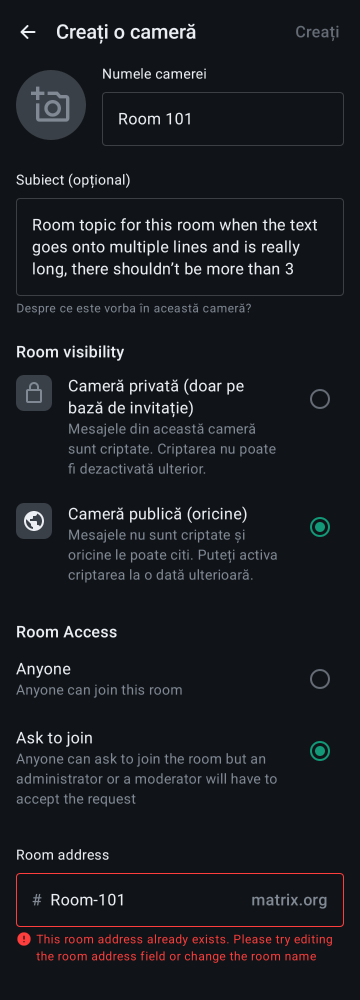 Creați o cameră
Creați
Numele camerei
Room 101
Subiect (opțional)
Room topic for this room when the text
goes onto multiple lines and is really
long, there shouldn’t be more than 3
Despre ce este vorba în această cameră?
Room visibility
Cameră privată (doar pe
bază de invitație)
Mesajele din această cameră
sunt criptate. Criptarea nu poate
fi dezactivată ulterior.
Cameră publică (oricine)
Mesajele nu sunt criptate și
oricine le poate citi. Puteți activa
criptarea la o dată ulterioară.
Room Access
Anyone
Anyone can join this room
Ask to join
Anyone can ask to join the room but an
administrator or a moderator will have to
accept the request
Room address
# Room-101 matrix.org
This room address already exists. Please try editing
the room address field or change the room name